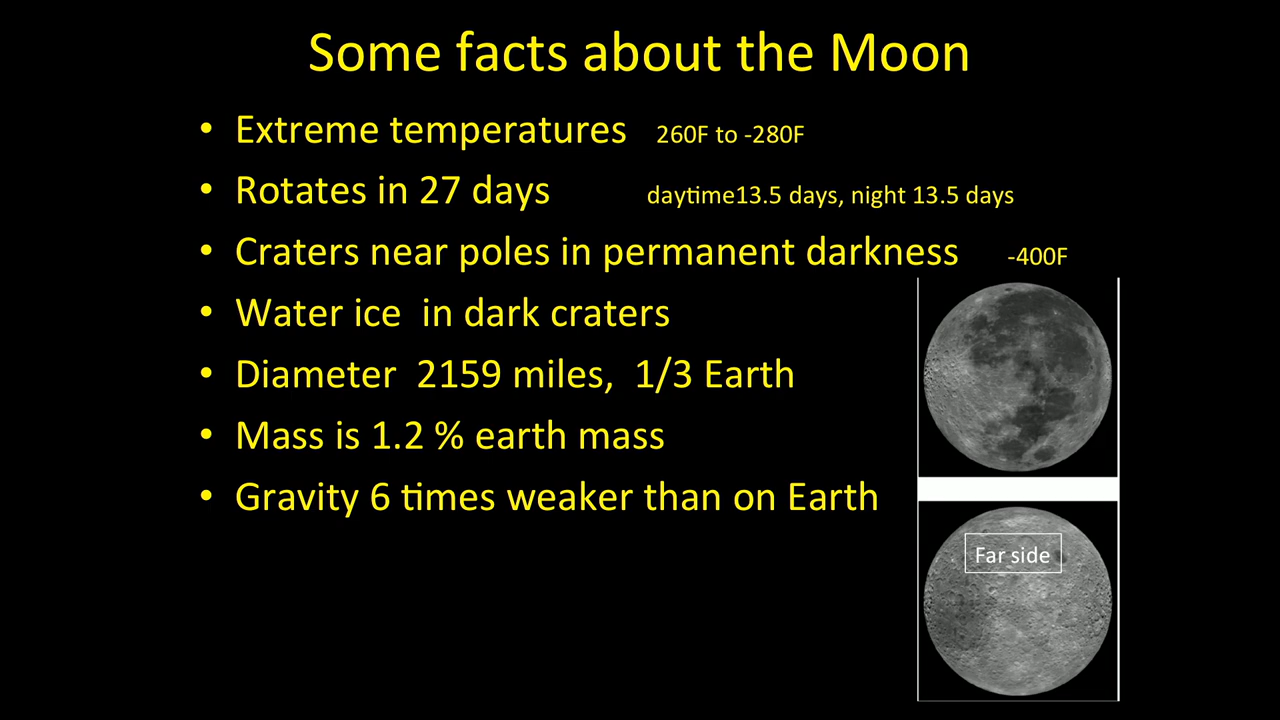 Some facts about the Moon
• Extreme temperatures 260F to -280F
• Rotates in 27 days daytime13.5 days, night 13.5 days
• Craters near poles in permanent darkness -400F
• Water ice in dark craters
• Diameter 2159 miles, 1/3 Earth
• Mass is 1.2 % earth mass
• Gravity 6 times weaker than on Earth
Far side